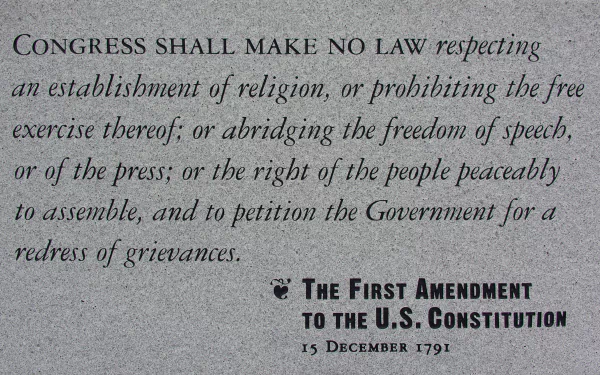 CONGRESS SHALL MAKE NO LAW respecting
an establishment of religion, or prohibiting the free
exercise thereof; or abridging the freedom of speech,
or of the press; or the right of the people peaceably
to assemble, and to petition the Government for a
redress of grievances.
THE FIRST AMENDMENT
TO THE U.S. CONSTITUTION
15 DECEMBER 1791